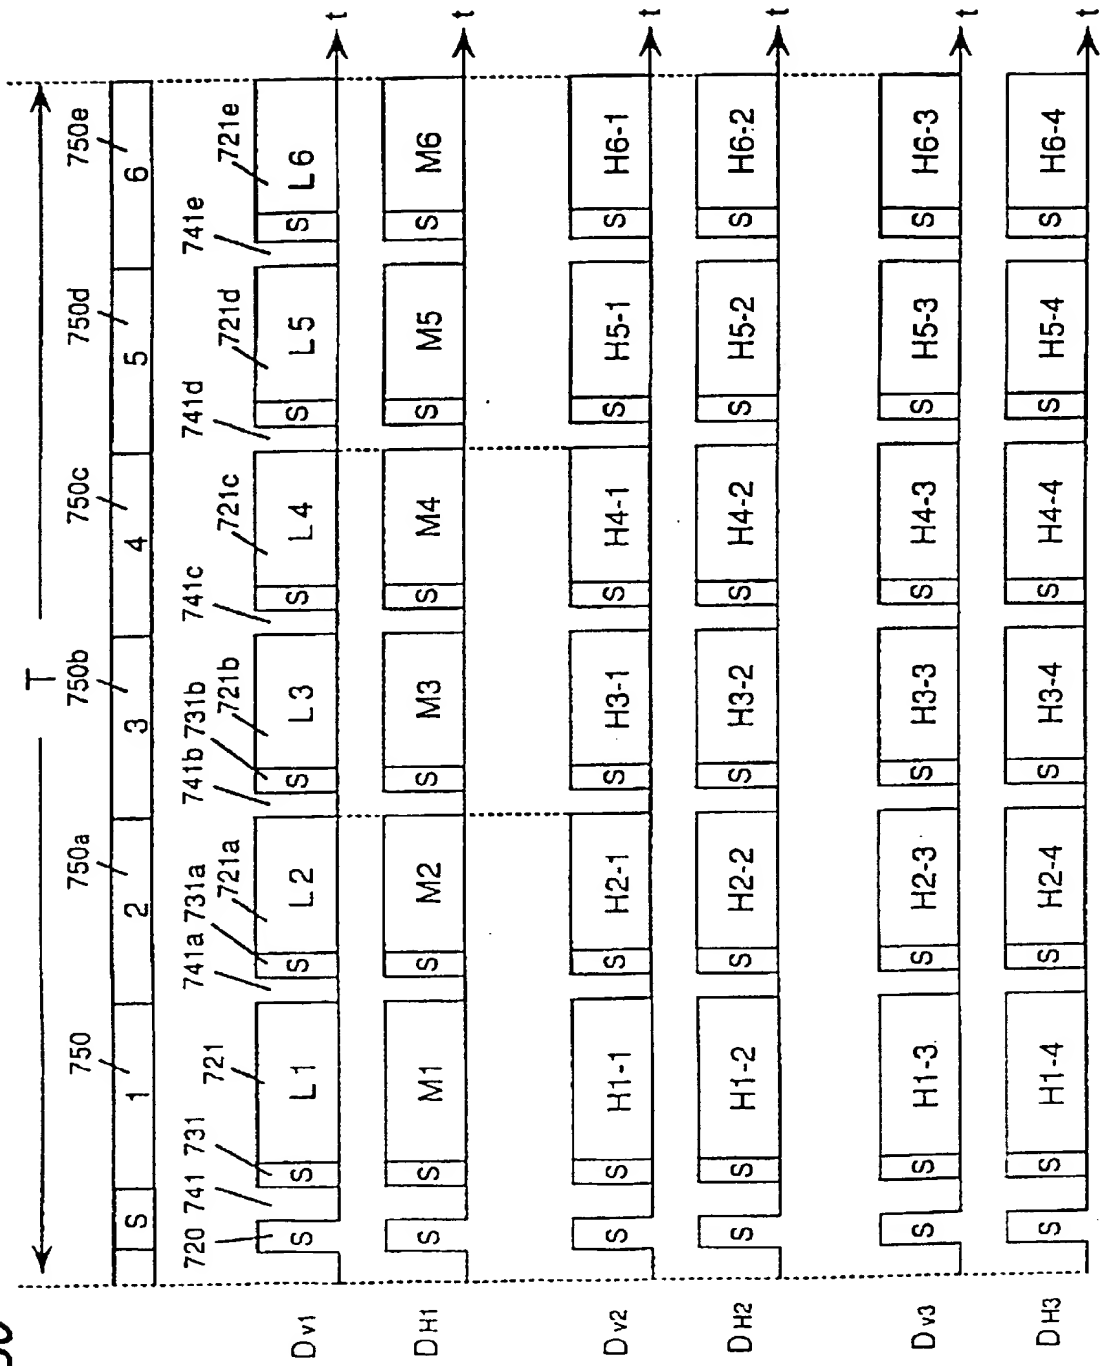 T
750 750a 750b 750c 750d 750e
S 1 2 3 4 5 6
720 741 731 721 741a 731a 721a 741b 731b 721b 741c 721c 741d 721d 741e 721e
Dv1 S S L1 S L2 S L3 S L4 S L5 S L6 t
DH1 S S M1 S M2 S M3 S M4 S M5 S M6 t
Dv2 S S H1-1 S H2-1 S H3-1 S H4-1 S H5-1 S H6-1 t
DH2 S S H1-2 S H2-2 S H3-2 S H4-2 S H5-2 S H6-2 t
Dv3 S S H1-3 S H2-3 S H3-3 S H4-3 S H5-3 S H6-3 t
DH3 S S H1-4 S H2-4 S H3-4 S H4-4 S H5-4 S H6-4 t